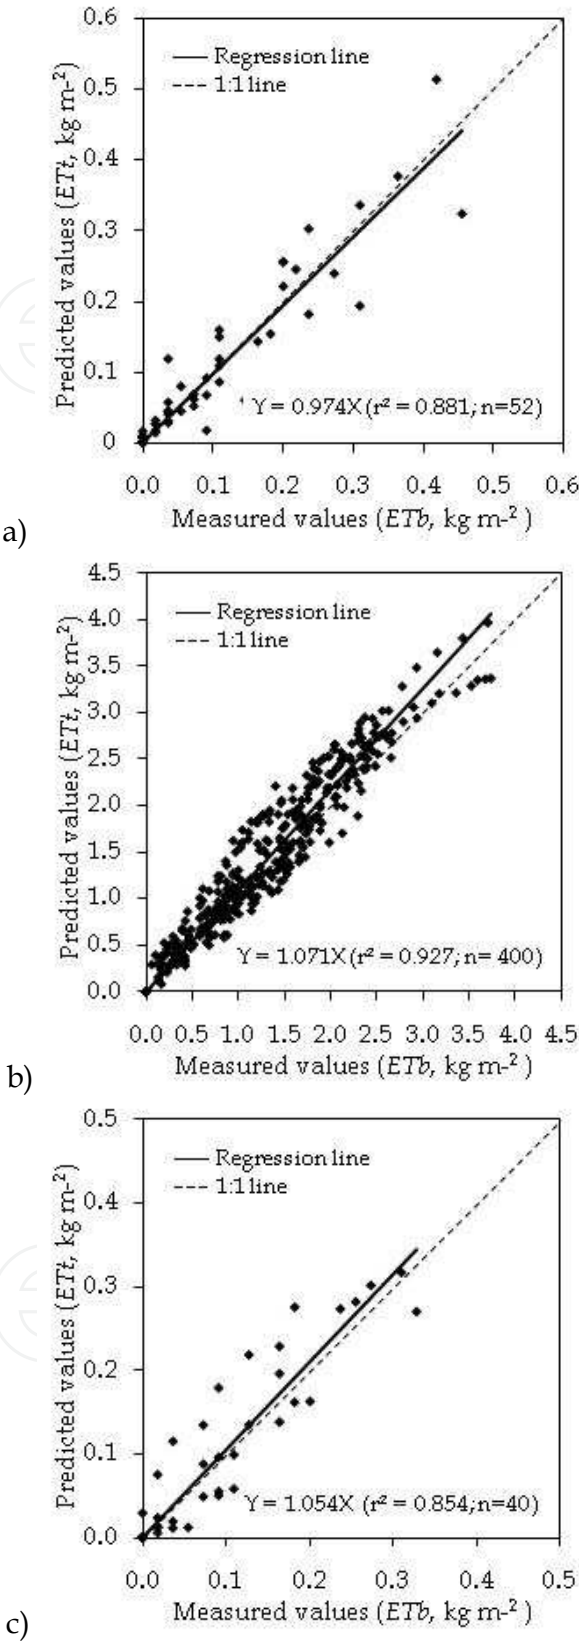 0.6
Regression line
1:1 line
0.5
0.4
0.3
0.2
0.1
0
Predicted values (ETt, kg m-2)
' Y = 0.974X (r² = 0.881; n=52)
0.0 0.1 0.2 0.3 0.4 0.5 0.6
Measured values (ETb, kg m-2 )
a)
4.5
Regression line
1:1 line
4.0
3.5
3.0
2.5
2.0
1.5
1.0
0.5
0.0
Predicted values (ETt, kg m-2)
Y = 1.071X (r² = 0.927; n= 400)
0.0 0.5 1.0 1.5 2.0 2.5 3.0 3.5 4.0 4.5
Measured values (ETb, kg m-2 )
b)
0.5
Regression line
1:1 line
0.4
0.3
0.2
0.1
0.0
Predicted values (ETt, kg m-2)
Y = 1.054X (r² = 0.854; n=40)
0.0 0.1 0.2 0.3 0.4 0.5
Measured values (ETb, kg m-2 )
c)